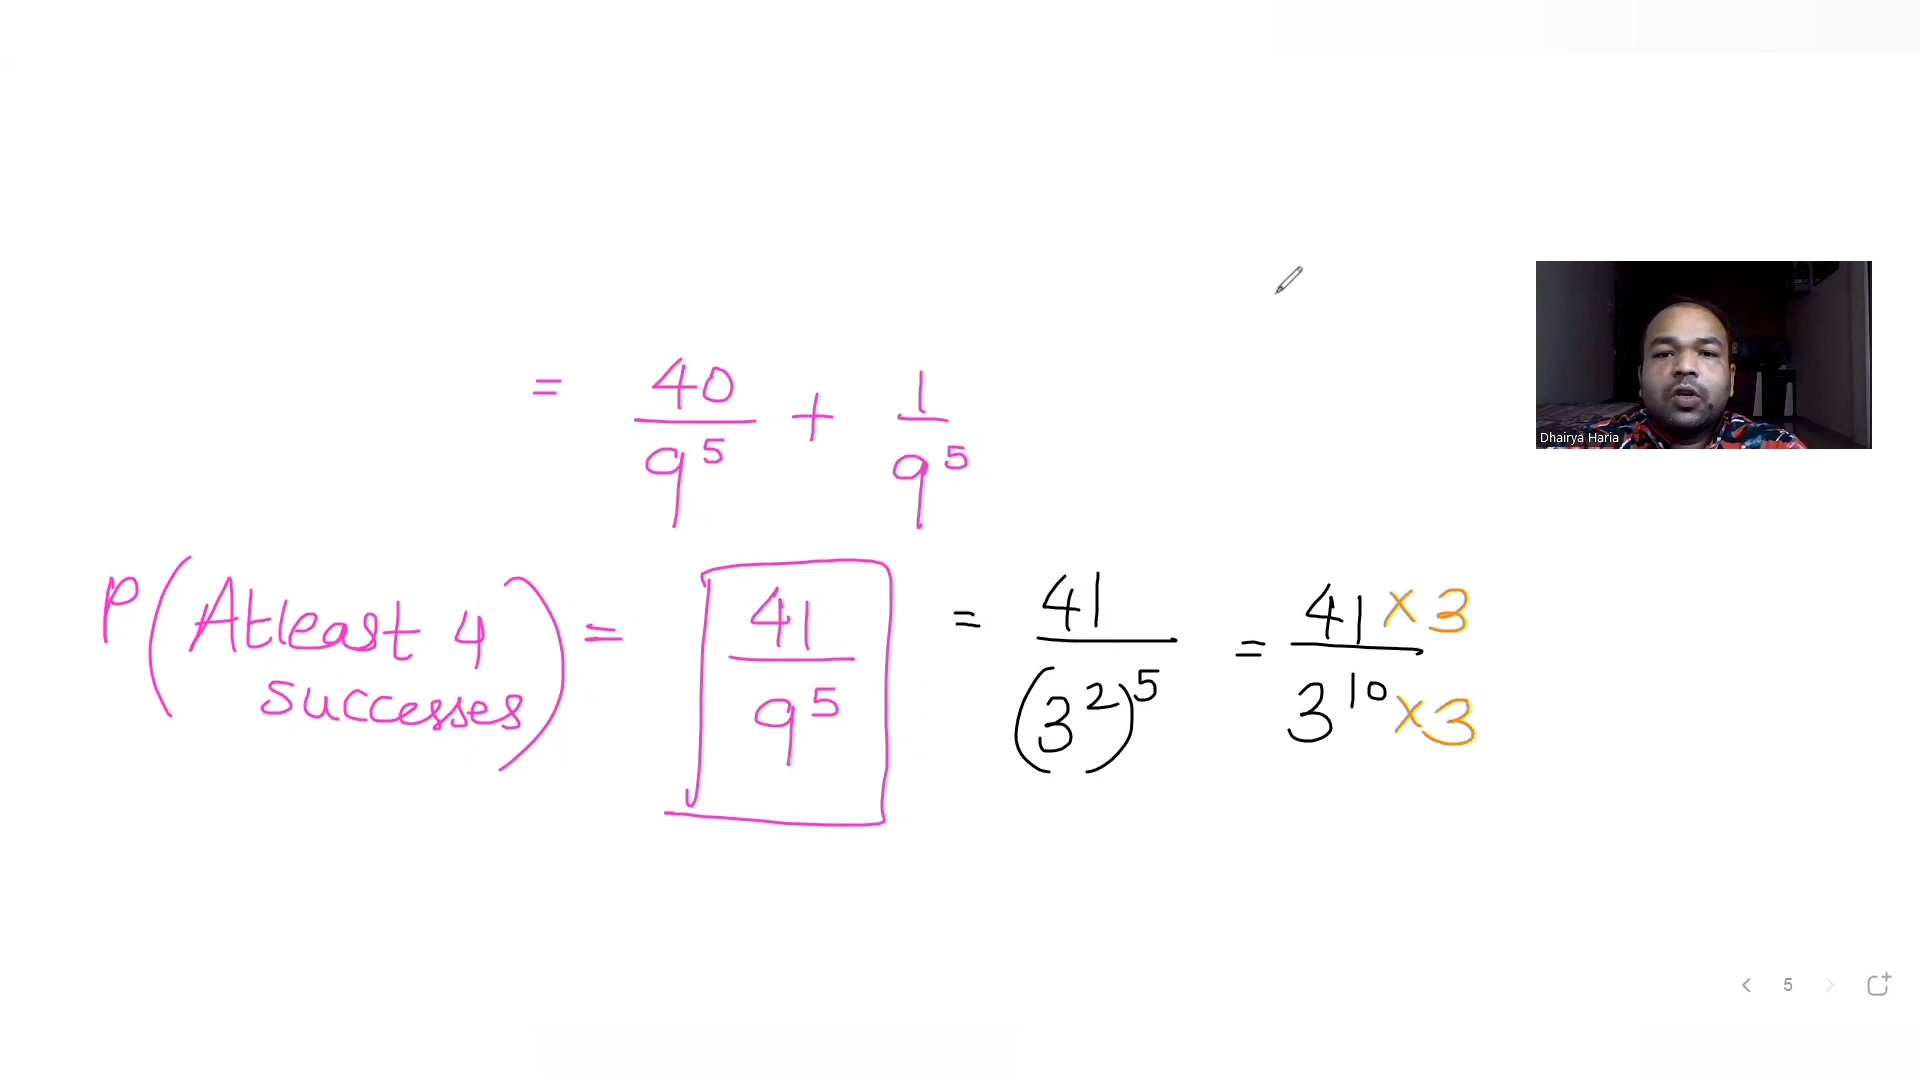 = 40/9^5 + 1/9^5
Dhairya Haria
P(Atleast 4 successes) = 41/9^5 = 41/(3^2)^5 = 41×3/3^10×3
5